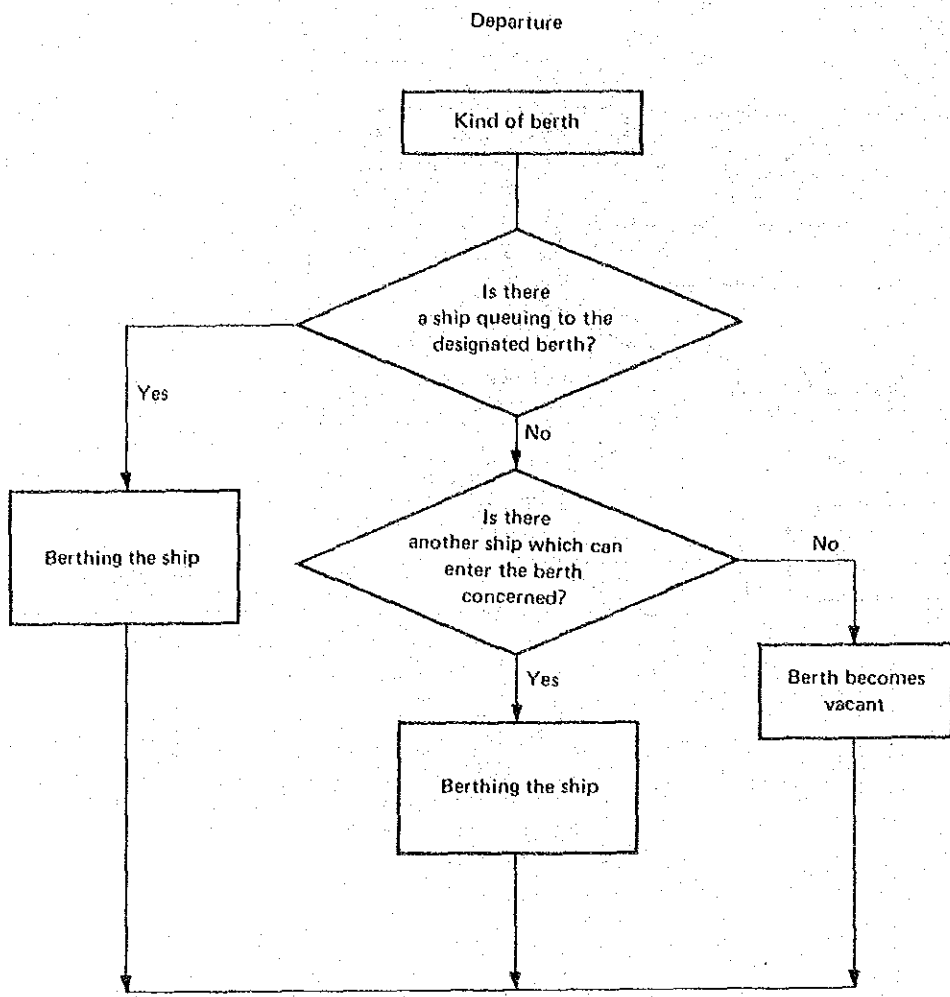 Departure
Kind of berth
Is there
a ship queuing to the
designated berth?
Yes
No
Berthing the ship
Is there
another ship which can
enter the berth
concerned?
No
Yes
Berth becomes
vacant
Berthing the ship